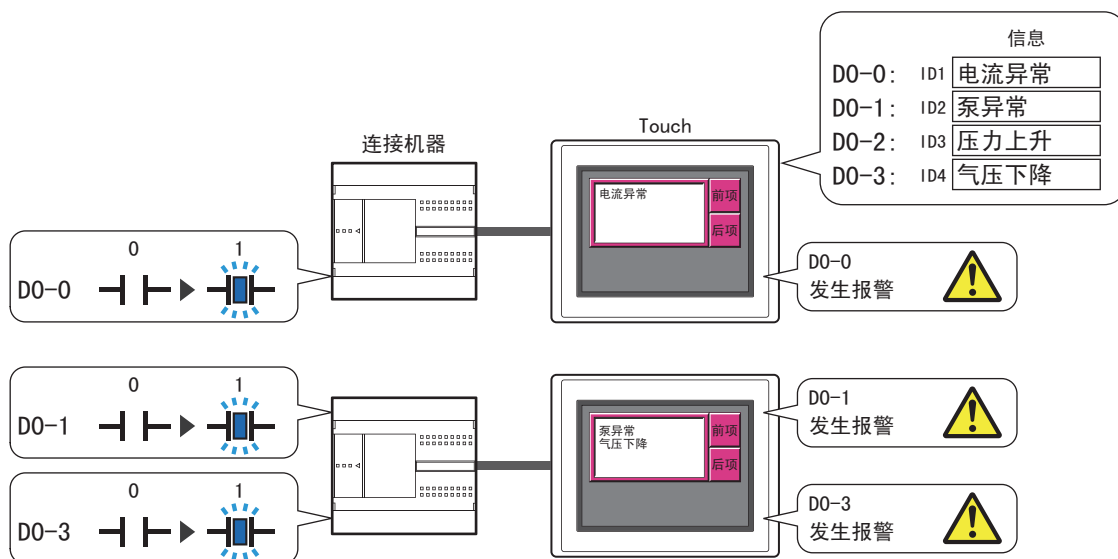 信息
D0-0: ID1 电流异常
D0-1: ID2 泵异常
D0-2: ID3 压力上升
D0-3: ID4 气压下降
连接机器
Touch
电流异常
前项
后项
0 1
D0-0
D0-0
发生报警
0 1
D0-1
泵异常
气压下降
前项
后项
D0-1
发生报警
0 1
D0-3
D0-3
发生报警